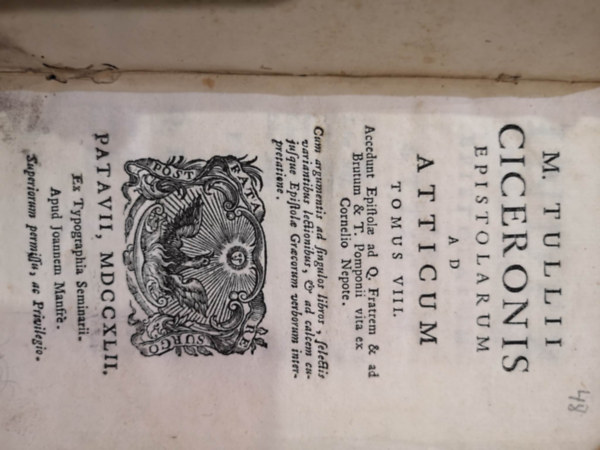 M. TULLII
CICERONIS
EPISTOLARUM
AD
ATTICUM
TOMUS VIII.
Accedunt Epiſtolæ ad Q. Fratrem & ad
Brutum & T. Pomponii vita ex
Cornelio Nepote.
Cum argumentis ad ſingulos libros, ſelectis
variantibus lectionibus, & ad calcem cu-
juſque Epiſtolæ Græcorum verborum inter-
pretatione.
POST FATA RESURGO
PATAVII, MDCCXLII.
Ex Typographia Seminarii.
Apud Joannem Manfrè.
Superiorum permiſſu, ac Privilegio.
48